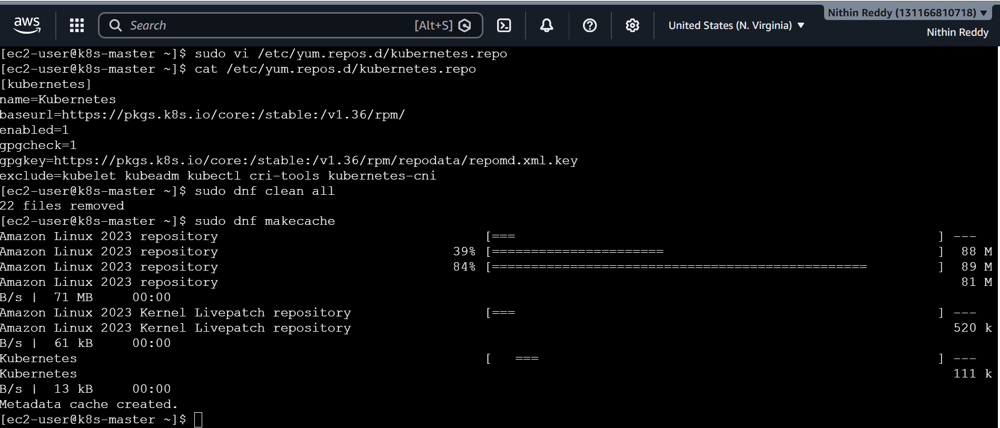 aws
Search [Alt+S]
United States (N. Virginia) ▼
Nithin Reddy (131166810718) ▼
Nithin Reddy
[ec2-user@k8s-master ~]$ sudo vi /etc/yum.repos.d/kubernetes.repo
[ec2-user@k8s-master ~]$ cat /etc/yum.repos.d/kubernetes.repo
[kubernetes]
name=Kubernetes
baseurl=https://pkgs.k8s.io/core:/stable:/v1.36/rpm/
enabled=1
gpgcheck=1
gpgkey=https://pkgs.k8s.io/core:/stable:/v1.36/rpm/repodata/repomd.xml.key
exclude=kubelet kubeadm kubectl cri-tools kubernetes-cni
[ec2-user@k8s-master ~]$ sudo dnf clean all
22 files removed
[ec2-user@k8s-master ~]$ sudo dnf makecache
Amazon Linux 2023 repository [=== ] ---
Amazon Linux 2023 repository 39% [====================== ] 88 M
Amazon Linux 2023 repository 84% [================================================ ] 89 M
Amazon Linux 2023 repository 81 M
B/s | 71 MB 00:00
Amazon Linux 2023 Kernel Livepatch repository [=== ] ---
Amazon Linux 2023 Kernel Livepatch repository 520 k
B/s | 61 kB 00:00
Kubernetes [ === ] ---
Kubernetes 111 k
B/s | 13 kB 00:00
Metadata cache created.
[ec2-user@k8s-master ~]$